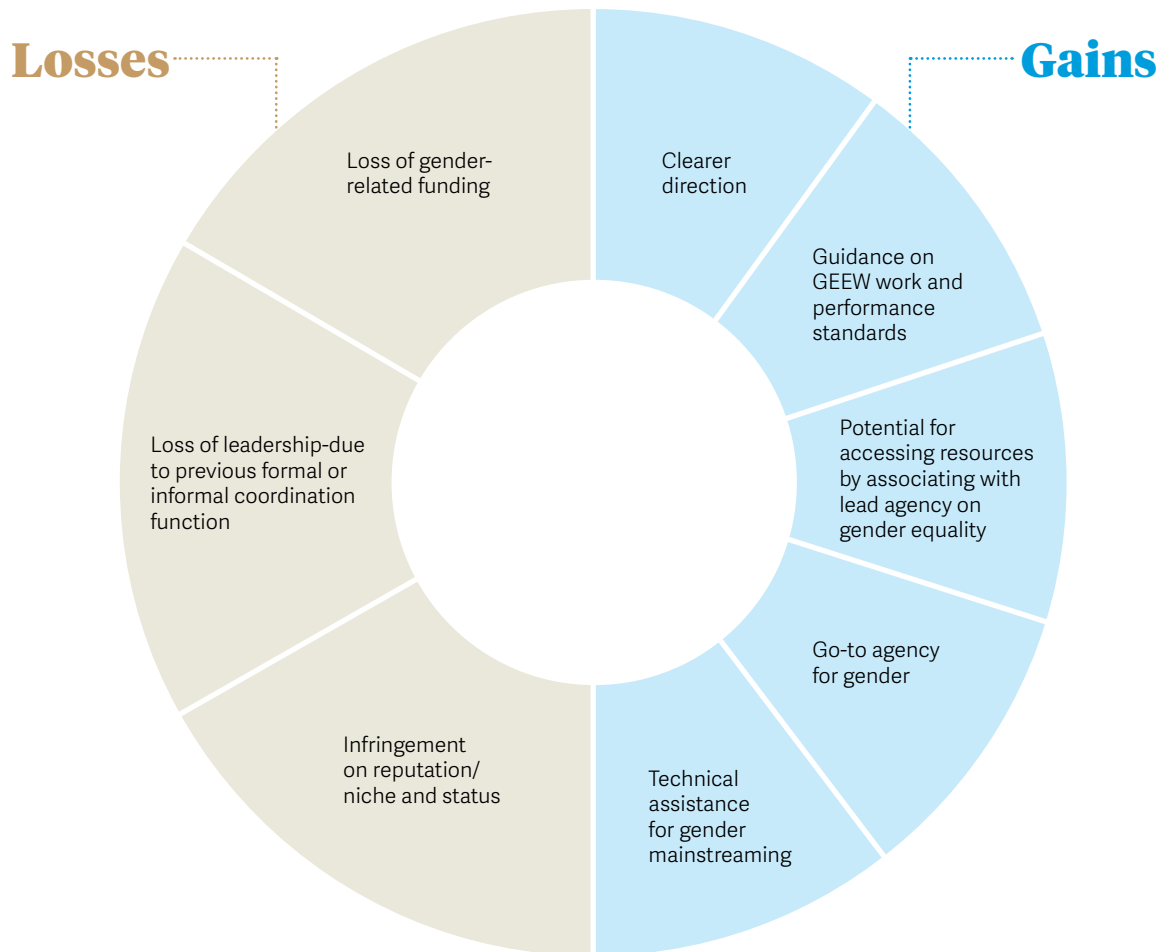 Losses
Gains
Loss of gender-
related funding
Clearer
direction
Guidance on
GEEW work and
performance
standards
Loss of leadership-due
to previous formal or
informal coordination
function
Potential for
accessing resources
by associating with
lead agency on
gender equality
Go-to agency
for gender
Infringement
on reputation/
niche and status
Technical
assistance
for gender
mainstreaming